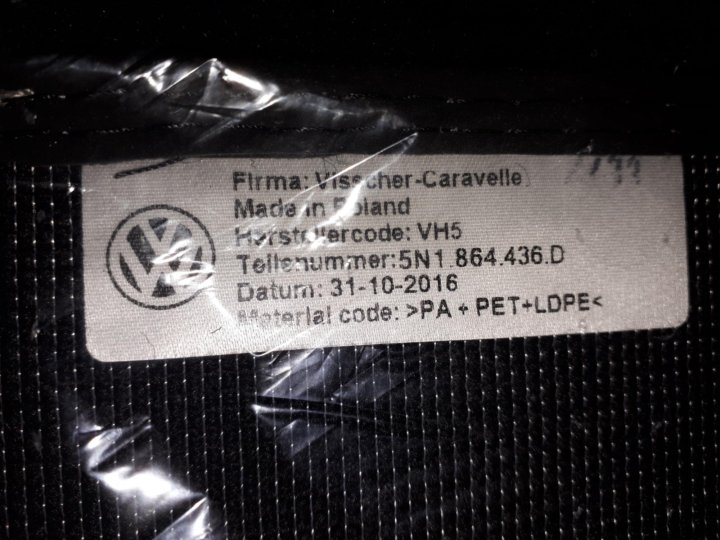 Firma: Visscher-Caravelle
Made in Poland
Herstellercode: VH5
Teilenummer:5N1.864.436.D
Datum: 31-10-2016
Material code: >PA + PET+LDPE<